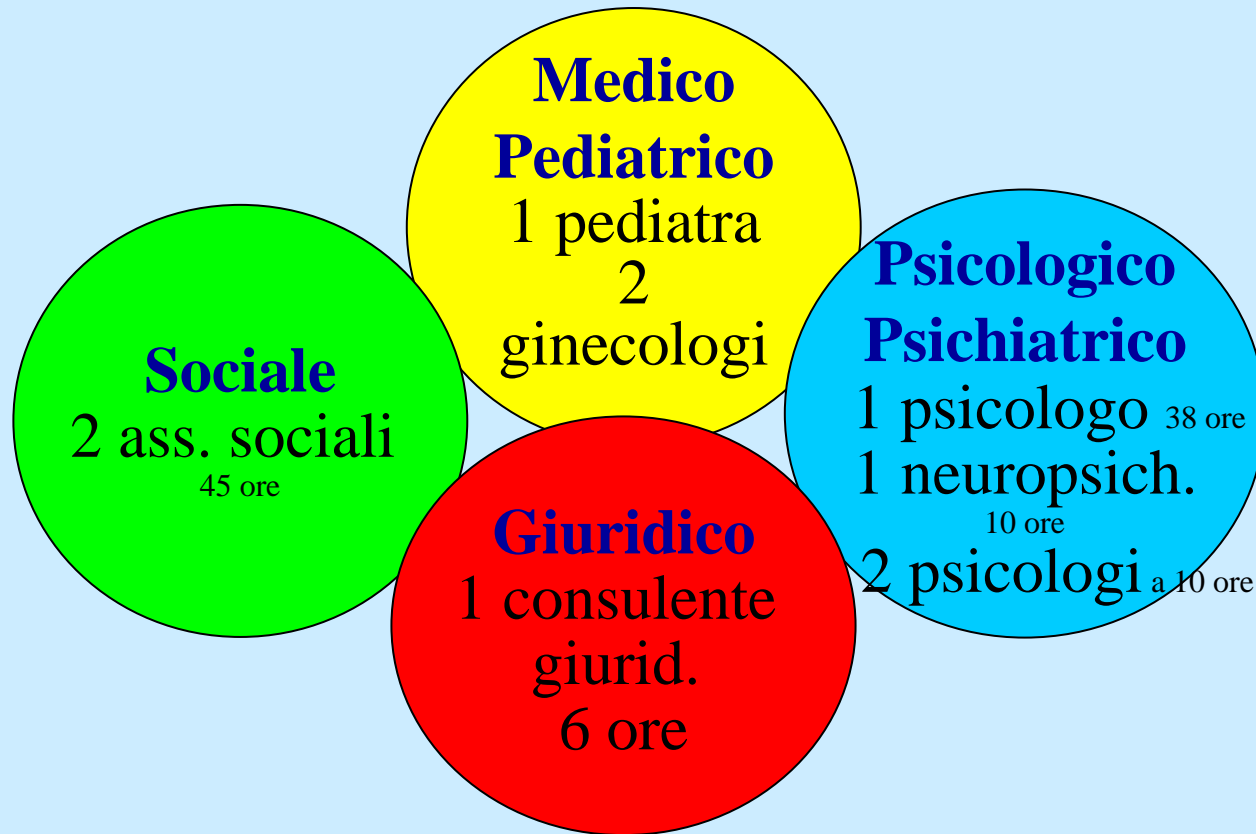 Medico
Pediatrico
1 pediatra
2
ginecologi
Sociale
2 ass. sociali
45 ore
Psicologico
Psichiatrico
1 psicologo 38 ore
1 neuropsich.
10 ore
2 psicologi a 10 ore
Giuridico
1 consulente
giurid.
6 ore